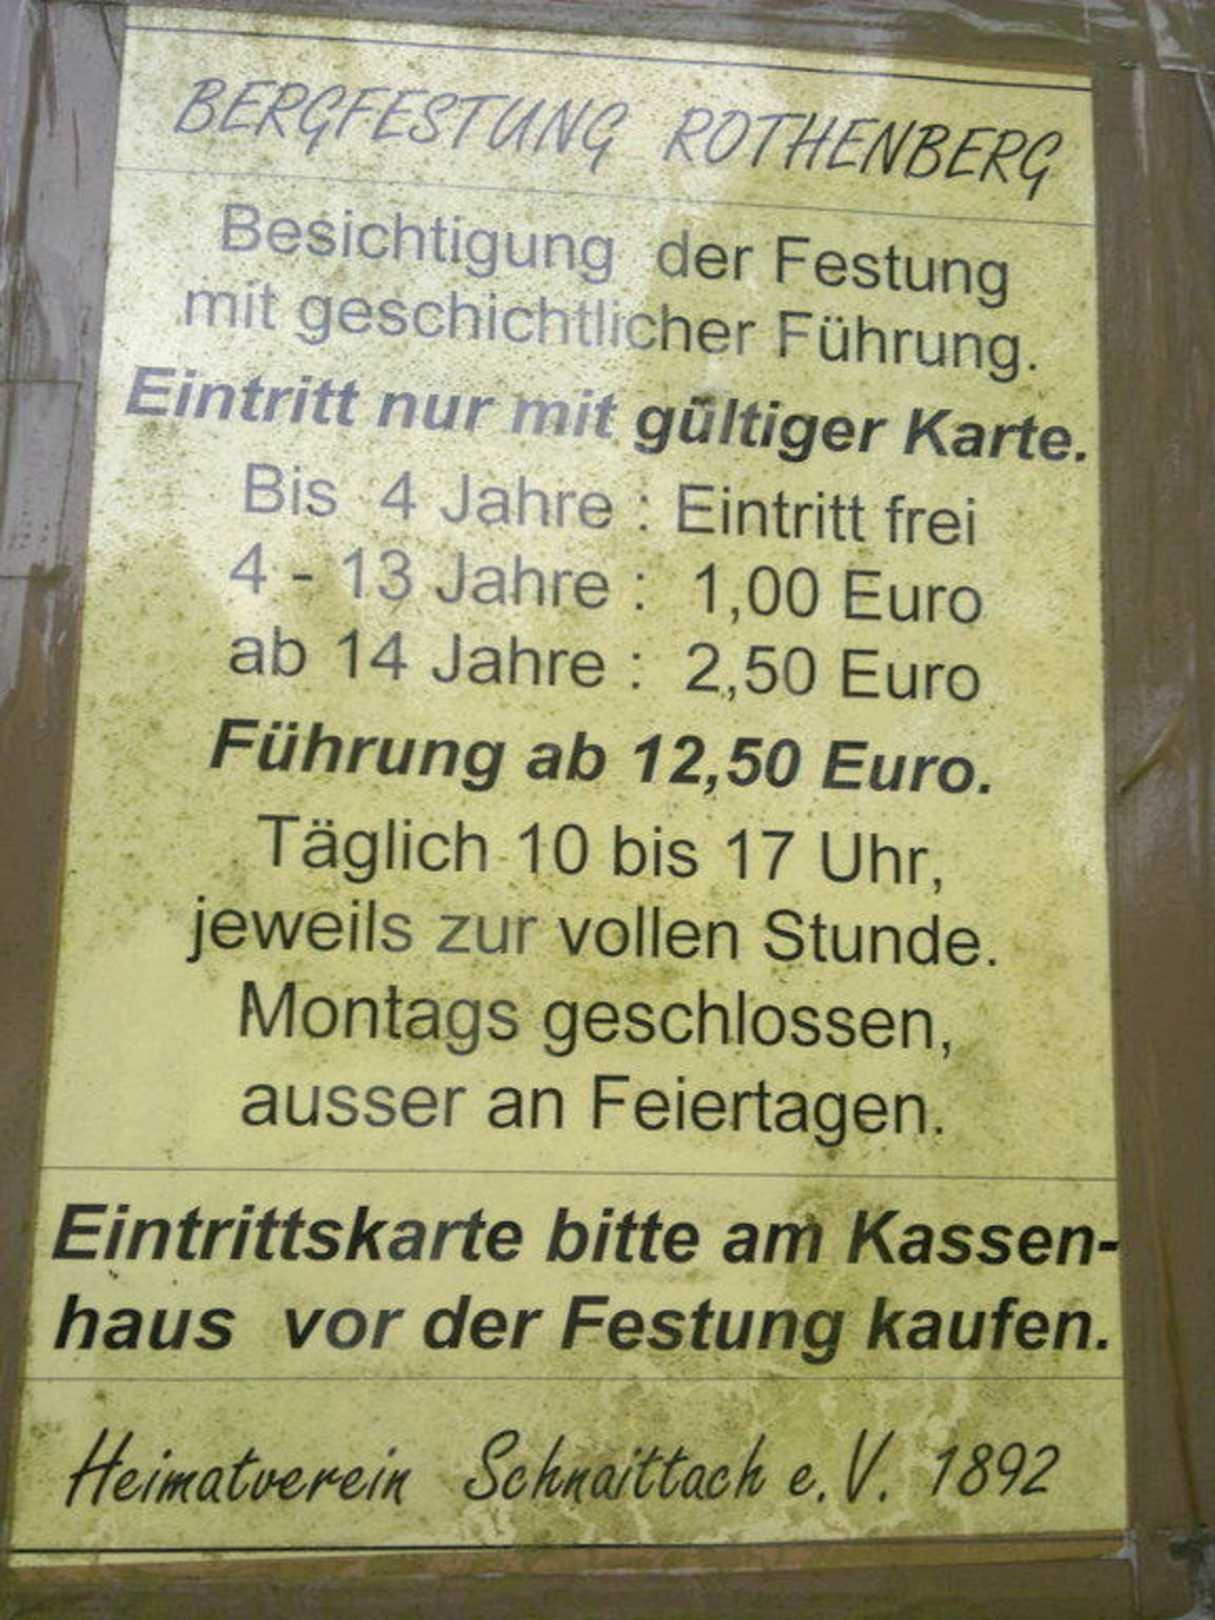 BERGFESTUNG ROTHENBERG
Besichtigung der Festung
mit geschichtlicher Führung.
Eintritt nur mit gültiger Karte.
Bis 4 Jahre : Eintritt frei
4 - 13 Jahre : 1,00 Euro
ab 14 Jahre : 2,50 Euro
Führung ab 12,50 Euro.
Täglich 10 bis 17 Uhr,
jeweils zur vollen Stunde.
Montags geschlossen,
ausser an Feiertagen.
Eintrittskarte bitte am Kassen-
haus vor der Festung kaufen.
Heimatverein Schnaittach e.V. 1892